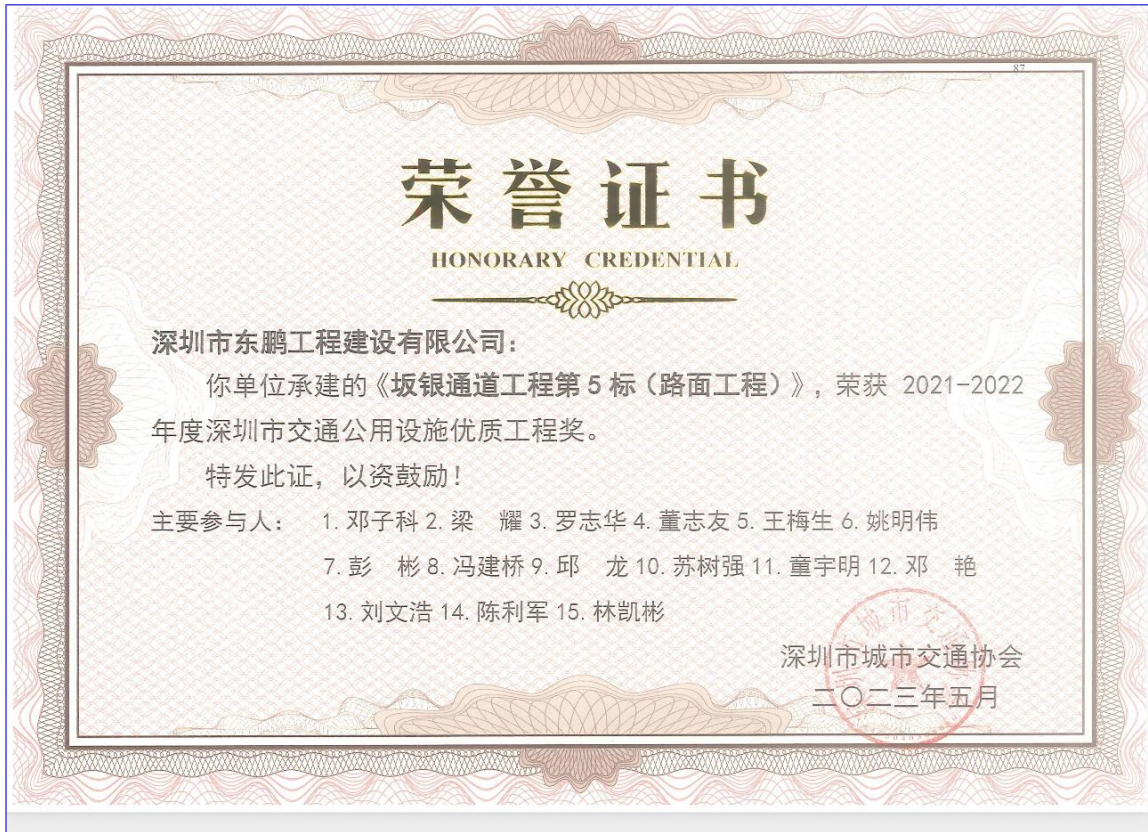 87
荣誉证书
HONORARY CREDENTIAL
深圳市东鹏工程建设有限公司：
你单位承建的《坂银通道工程第5标（路面工程）》，荣获 2021-2022
年度深圳市交通公用设施优质工程奖。
特发此证，以资鼓励！
主要参与人： 1.邓子科 2.梁　耀 3.罗志华 4.董志友 5.王梅生 6.姚明伟
7.彭　彬 8.冯建桥 9.邱　龙 10.苏树强 11.童宇明 12.邓　艳
13.刘文浩 14.陈利军 15.林凯彬
深圳市城市交通协会
二〇二三年五月